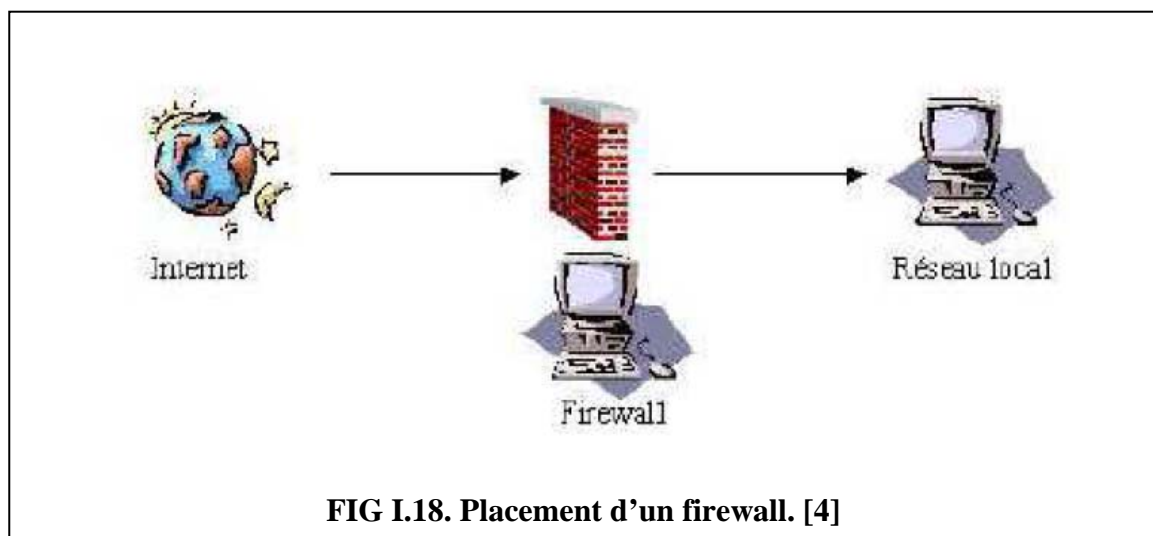 Internet
Réseau local
Firewall
FIG I.18. Placement d’un firewall. [4]